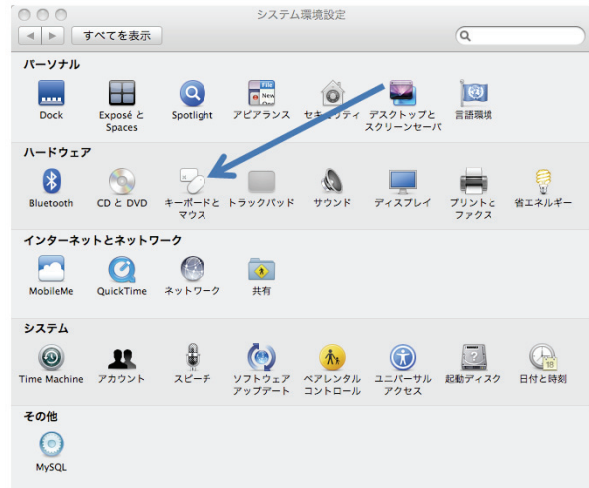 システム環境設定
すべてを表示
パーソナル
Dock
Exposé と
Spaces
Spotlight
File
New
アピアランス
セキュリティ
デスクトップと
スクリーンセーバ
言語環境
ハードウェア
Bluetooth
CD と DVD
キーボードと
マウス
トラックパッド
サウンド
ディスプレイ
プリントと
ファクス
省エネルギー
インターネットとネットワーク
MobileMe
QuickTime
ネットワーク
共有
システム
Time Machine
アカウント
スピーチ
ソフトウェア
アップデート
ペアレンタル
コントロール
ユニバーサル
アクセス
起動ディスク
18
日付と時刻
その他
MySQL